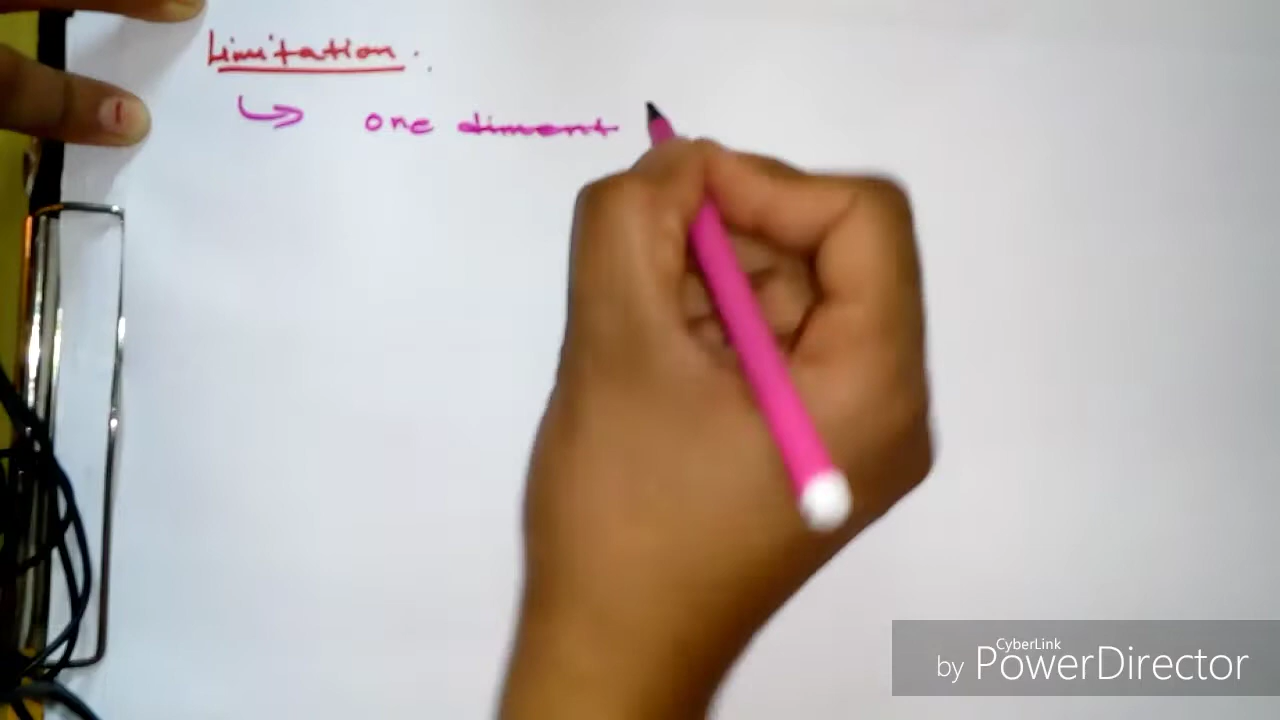 Limitation.
↳ one diment
CyberLink
by PowerDirector